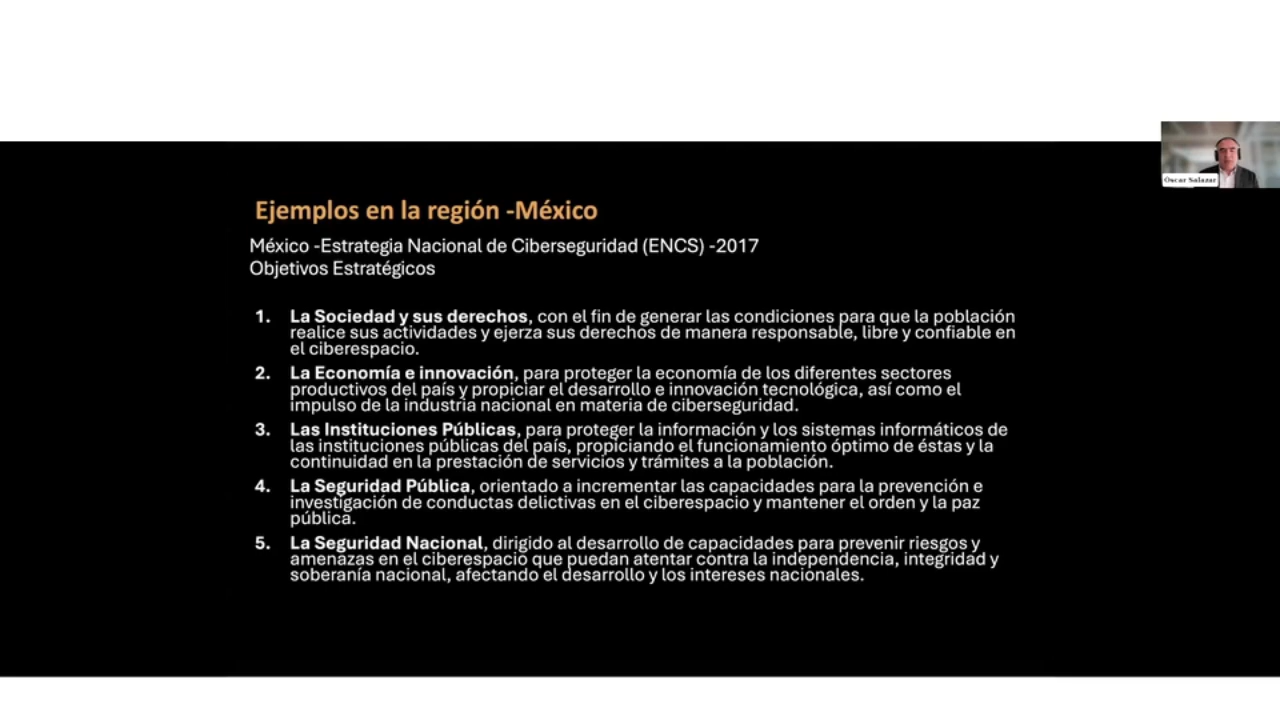 Óscar Salazar
Ejemplos en la región -México
México -Estrategia Nacional de Ciberseguridad (ENCS) -2017
Objetivos Estratégicos
1. La Sociedad y sus derechos, con el fin de generar las condiciones para que la población
realice sus actividades y ejerza sus derechos de manera responsable, libre y confiable en
el ciberespacio.
2. La Economía e innovación, para proteger la economía de los diferentes sectores
productivos del país y propiciar el desarrollo e innovación tecnológica, así como el
impulso de la industria nacional en materia de ciberseguridad.
3. Las Instituciones Públicas, para proteger la información y los sistemas informáticos de
las instituciones públicas del país, propiciando el funcionamiento óptimo de éstas y la
continuidad en la prestación de servicios y trámites a la población.
4. La Seguridad Pública, orientado a incrementar las capacidades para la prevención e
investigación de conductas delictivas en el ciberespacio y mantener el orden y la paz
pública.
5. La Seguridad Nacional, dirigido al desarrollo de capacidades para prevenir riesgos y
amenazas en el ciberespacio que puedan atentar contra la independencia, integridad y
soberanía nacional, afectando el desarrollo y los intereses nacionales.